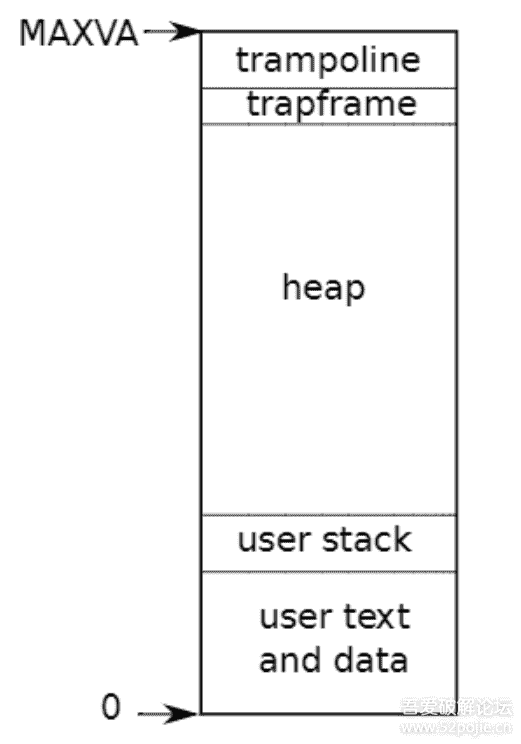 MAXVA
trampoline
trapframe
heap
user stack
user text
and data
0
吾爱破解论坛
www.52pojie.cn